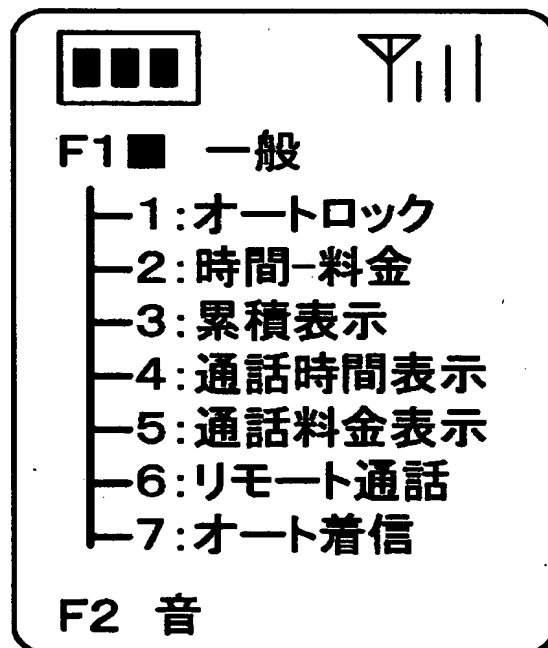 F1■ 一般
1:オートロック
2:時間-料金
3:累積表示
4:通話時間表示
5:通話料金表示
6:リモート通話
7:オート着信
F2 音